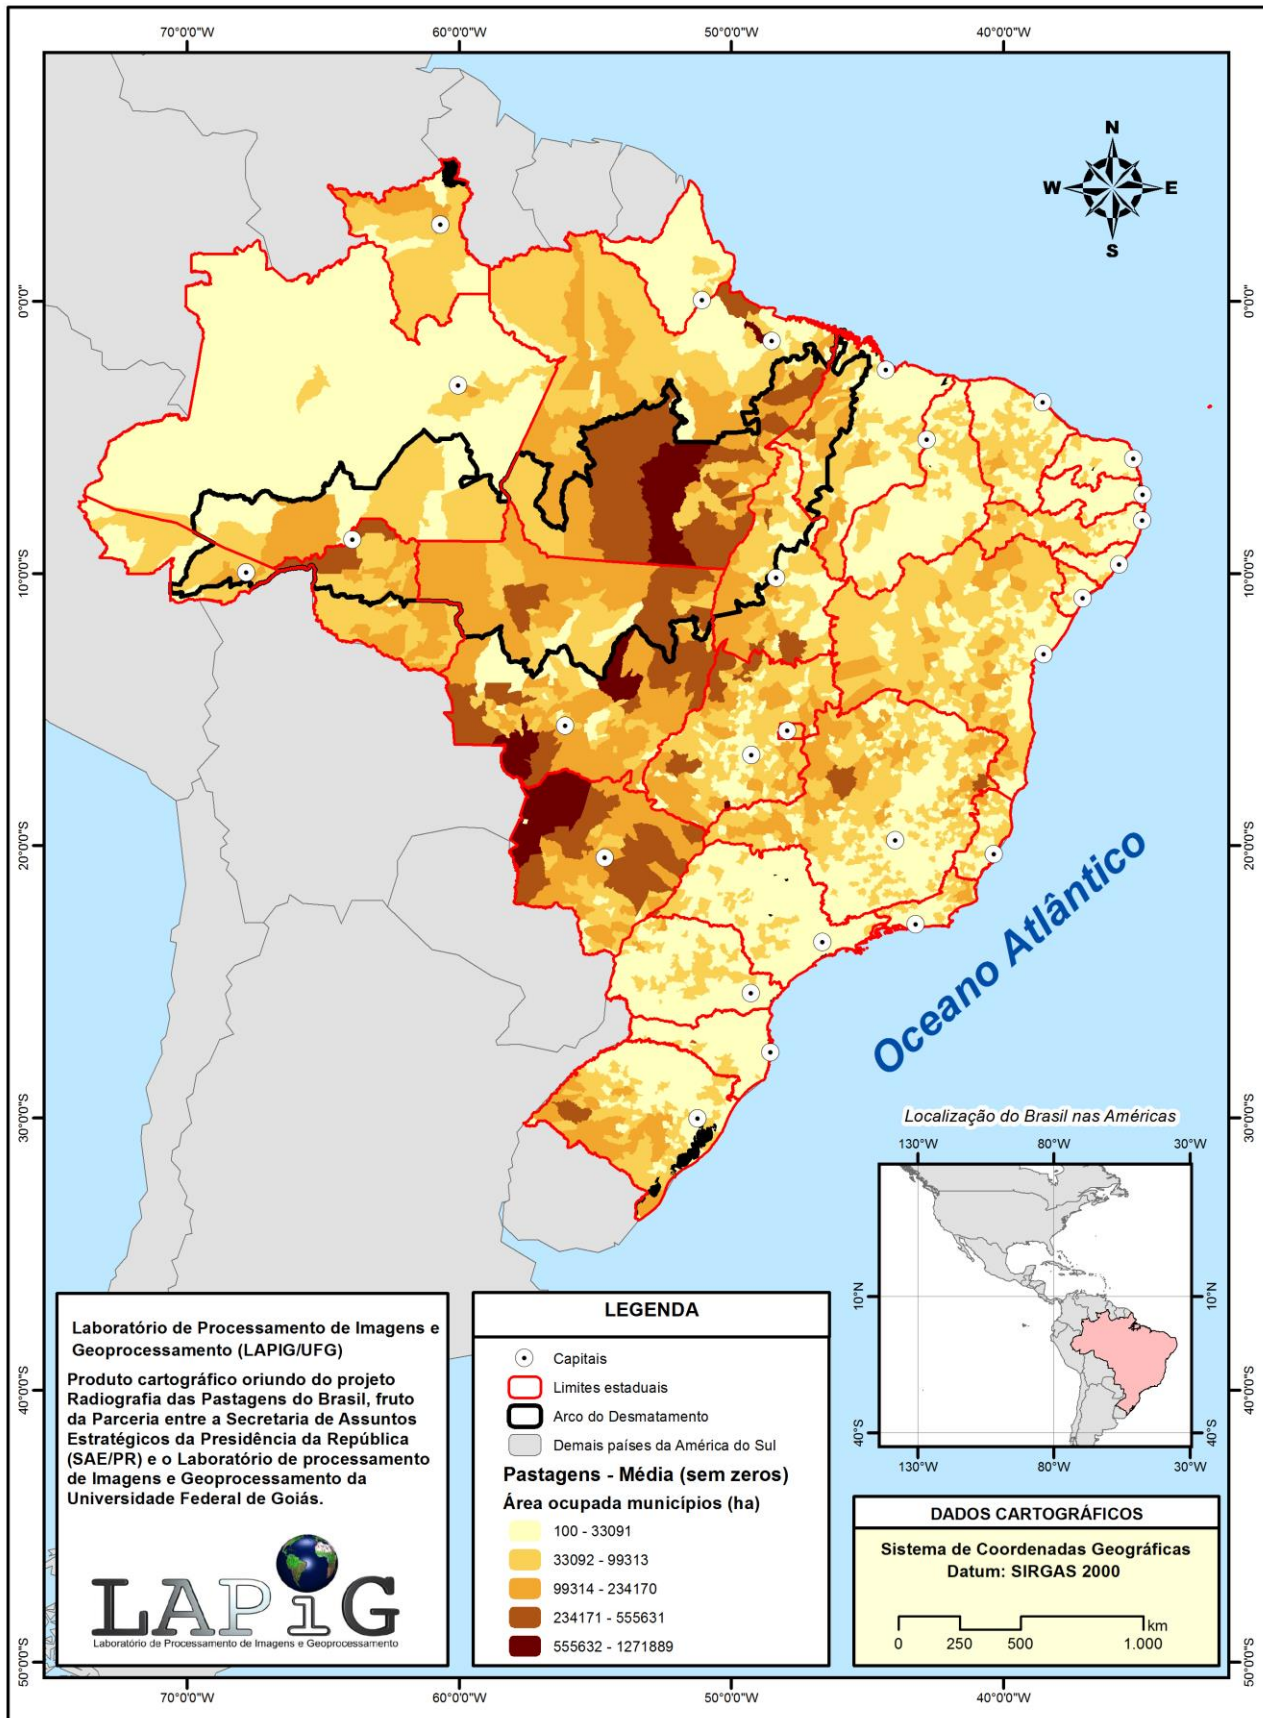 70°0'0"W
60°0'0"W
50°0'0"W
40°0'0"W
N
W
E
S
0°0'0"
0°0'0"
10°0'0"S
10°0'0"S
20°0'0"S
20°0'0"S
Oceano Atlântico
30°0'0"S
30°0'0"S
40°0'0"S
40°0'0"S
50°0'0"S
50°0'0"S
Localização do Brasil nas Américas
130°W
80°W
30°W
10°N
10°N
40°S
40°S
130°W
80°W
30°W
Laboratório de Processamento de Imagens e
Geoprocessamento (LAPIG/UFG)
Produto cartográfico oriundo do projeto
Radiografia das Pastagens do Brasil, fruto
da Parceria entre a Secretaria de Assuntos
Estratégicos da Presidência da República
(SAE/PR) e o Laboratório de processamento
de Imagens e Geoprocessamento da
Universidade Federal de Goiás.
LAPiG
Laboratório de Processamento de Imagens e Geoprocessamento
LEGENDA
Capitais
Limites estaduais
Arco do Desmatamento
Demais países da América do Sul
Pastagens - Média (sem zeros)
Área ocupada municípios (ha)
100 - 33091
33092 - 99313
99314 - 234170
234171 - 555631
555632 - 1271889
DADOS CARTOGRÁFICOS
Sistema de Coordenadas Geográficas
Datum: SIRGAS 2000
km
0 250 500 1.000
70°0'0"W
60°0'0"W
50°0'0"W
40°0'0"W